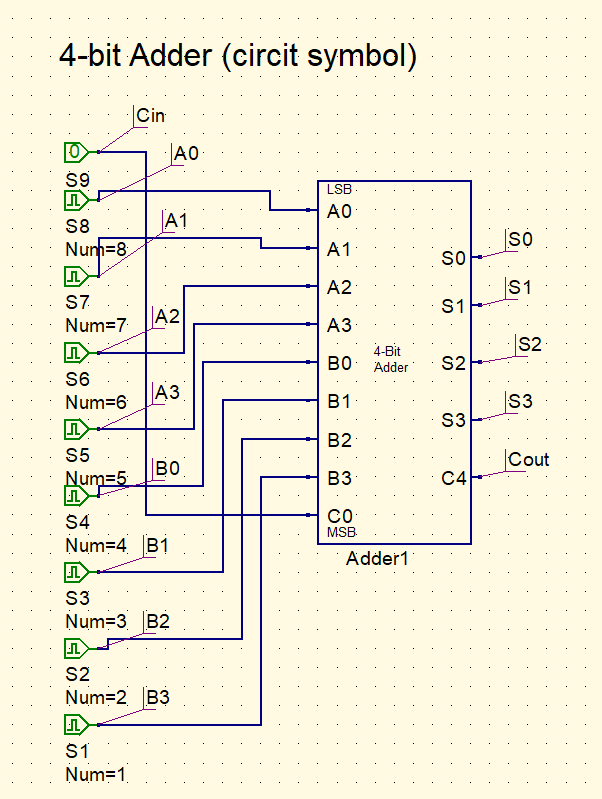 4-bit Adder (circit symbol)
Cin
0
A0
S9
S8
Num=8
A1
S7
Num=7
A2
S6
Num=6
A3
S5
Num=5
B0
S4
Num=4
B1
S3
Num=3
B2
S2
Num=2
B3
S1
Num=1
LSB
A0
A1
A2
A3
B0
B1
B2
B3
C0
MSB
4-Bit
Adder
S0
S1
S2
S3
C4
Adder1
S0
S1
S2
S3
Cout